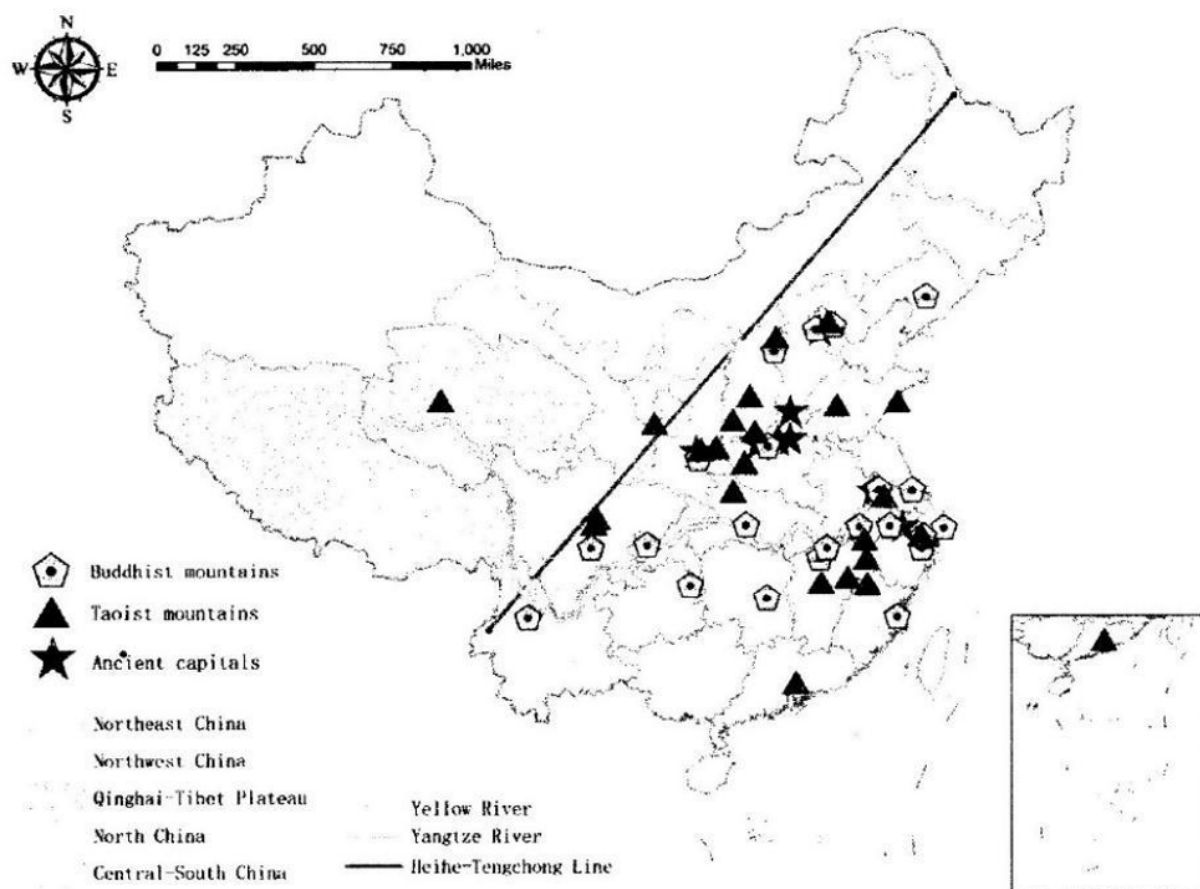 N
W E
S
0 125 250 500 750 1,000
Miles
Buddhist mountains
Taoist mountains
Ancient capitals
Northeast China
Northwest China
Qinghai-Tibet Plateau
North China
Central-South China
Yellow River
Yangtze River
Heihe-Tengchong Line